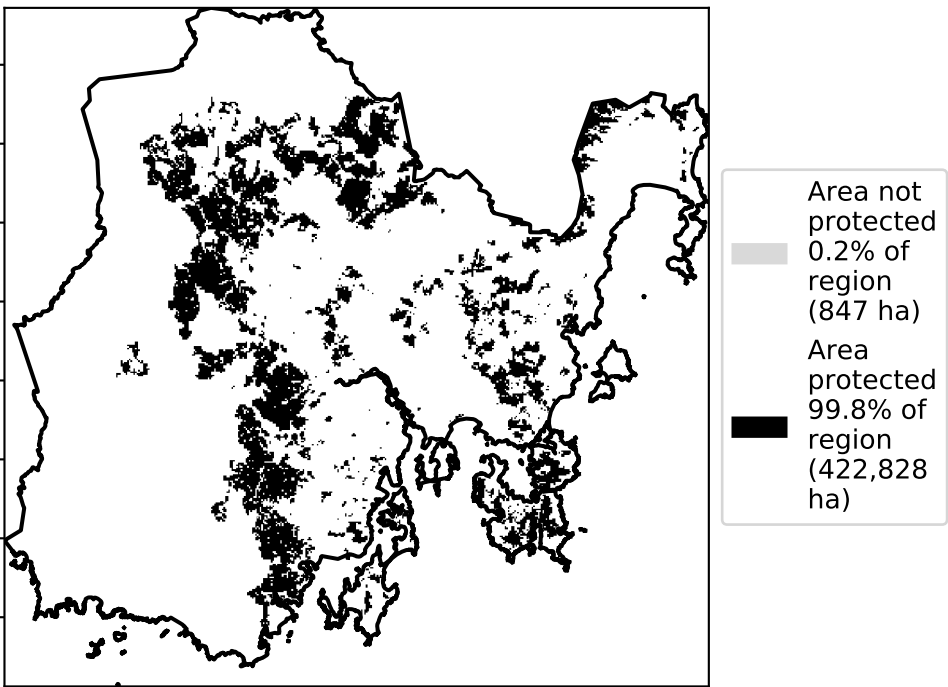 Area not
protected
0.2% of
region
(847 ha)
Area
protected
99.8% of
region
(422,828
ha)